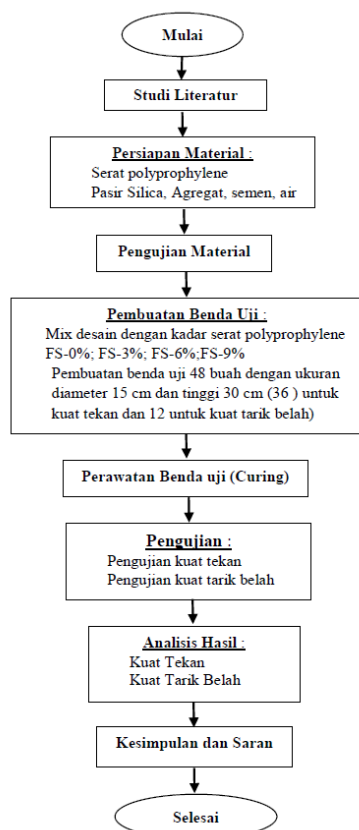 Mulai
Studi Literatur
Persiapan Material :
Serat polyprophylene
Pasir Silica, Agregat, semen, air
Pengujian Material
Pembuatan Benda Uji :
Mix desain dengan kadar serat polyprophylene
FS-0%; FS-3%; FS-6%;FS-9%
Pembuatan benda uji 48 buah dengan ukuran
diameter 15 cm dan tinggi 30 cm (36 ) untuk
kuat tekan dan 12 untuk kuat tarik belah)
Perawatan Benda uji (Curing)
Pengujian :
Pengujian kuat tekan
Pengujian kuat tarik belah
Analisis Hasil :
Kuat Tekan
Kuat Tarik Belah
Kesimpulan dan Saran
Selesai